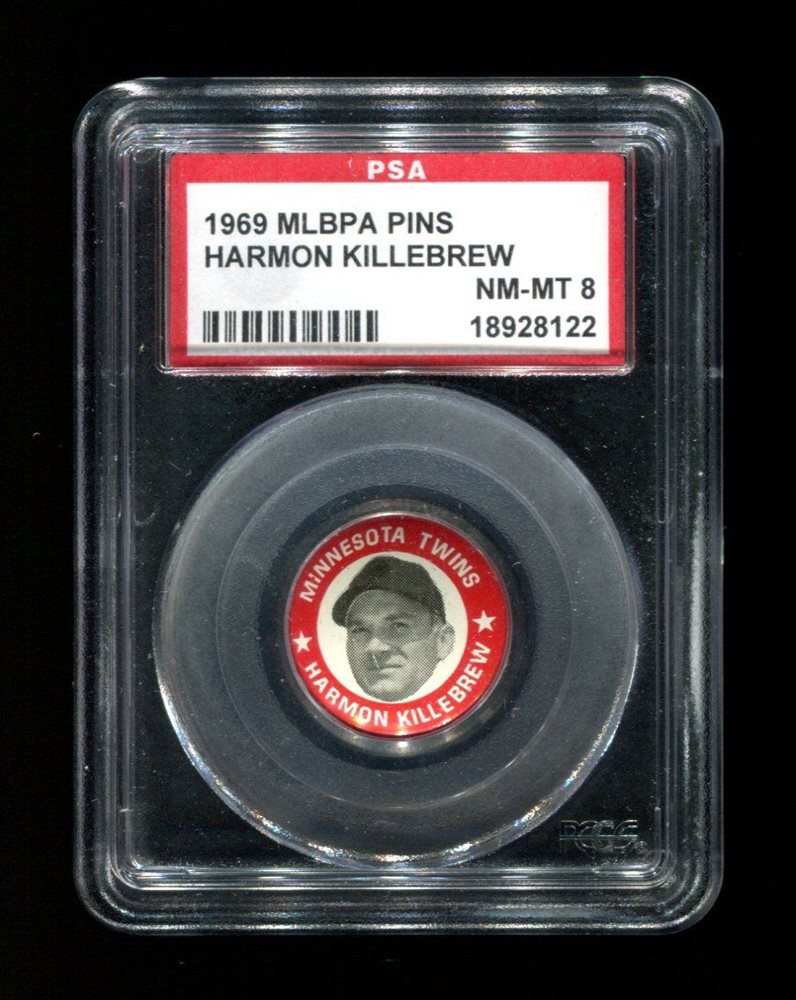 PSA
1969 MLBPA PINS
HARMON KILLEBREW
NM-MT 8
18928122
MINNESOTA TWINS
HARMON KILLEBREW
PCGS